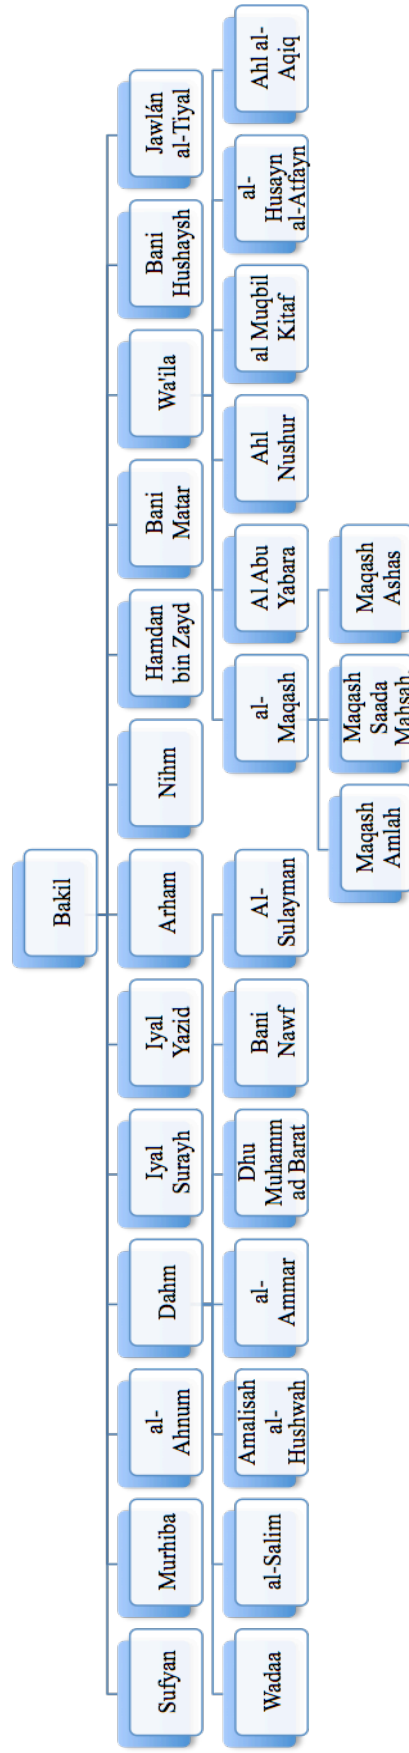 Bakil
Sufyan
Murhiba
al-
Ahnum
Dahm
Iyal
Surayh
Iyal
Yazid
Arham
Nihm
Hamdan
bin Zayd
Bani
Matar
Wa'ila
Bani
Hushaysh
Jawlán
al-Tiyal
Wadaa
al-Salim
Amalisah
al-
Hushwah
al-
Ammar
Dhu
Muhamm
ad Barat
Bani
Nawf
Al-
Sulayman
al-
Maqash
Al Abu
Yabara
Ahl
Nushur
al Muqbil
Kitaf
al-
Husayn
al-Atfayn
Ahl al-
Aqiq
Maqash
Amlah
Maqash
Saada
Mahsah
Maqash
Ashas